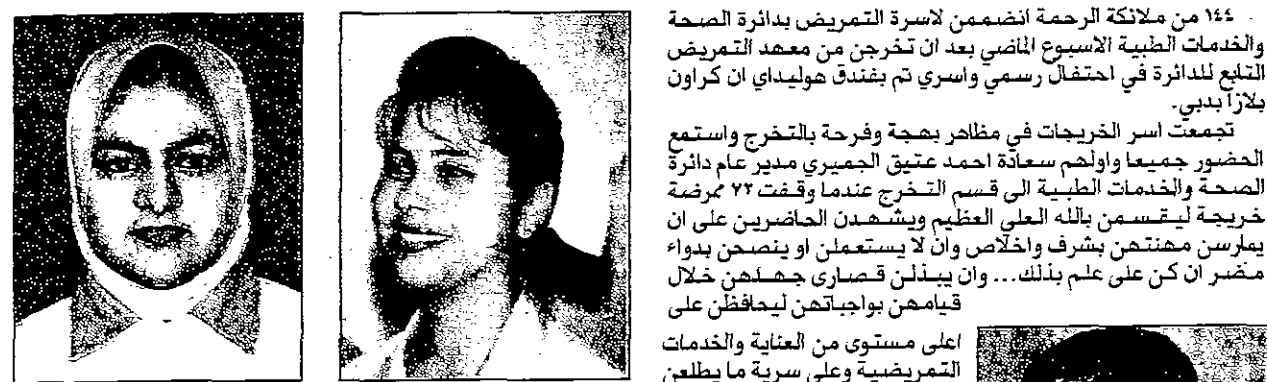 ١٤٤ من ملائكة الرحمة انضممن لاسرة التمريض بدائرة الصحة
والخدمات الطبية الاسبوع الماضي بعد ان تخرجن من معهد التمريض
التابع للدائرة في احتفال رسمي واسري تم بفندق هوليداي ان كراون
بلازا بدبي.
تجمعت اسر الخريجات في مظاهر بهجة وفرحة بالتخرج واستمع
الحضور جميعا واولهم سعادة احمد عتيق الجميري مدير عام دائرة
الصحة والخدمات الطبية الى قسم التخرج عندما وقفت ٧٢ ممرضة
خريجة ليقسمن بالله العلي العظيم ويشهدن الحاضرين على ان
يمارسن مهنتهن بشرف واخلاص وان لا يستعملن او ينصحن بدواء
مضر ان كن على علم بذلك... وان يبذلن قصارى جهدهن خلال
قيامهن بواجباتهن ليحافظن على
اعلى مستوى من العناية والخدمات
التمريضية وعلى سرية ما يطلعن